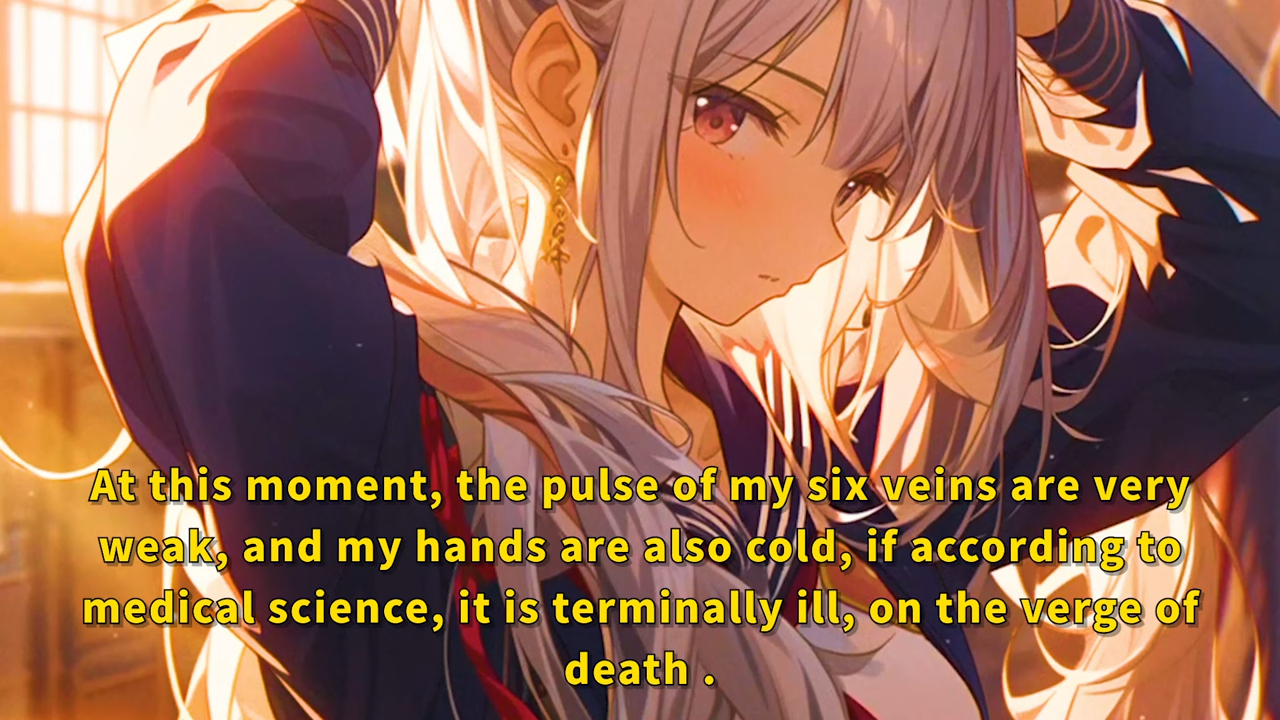 At this moment, the pulse of my six veins are very
weak, and my hands are also cold, if according to
medical science, it is terminally ill, on the verge of
death .